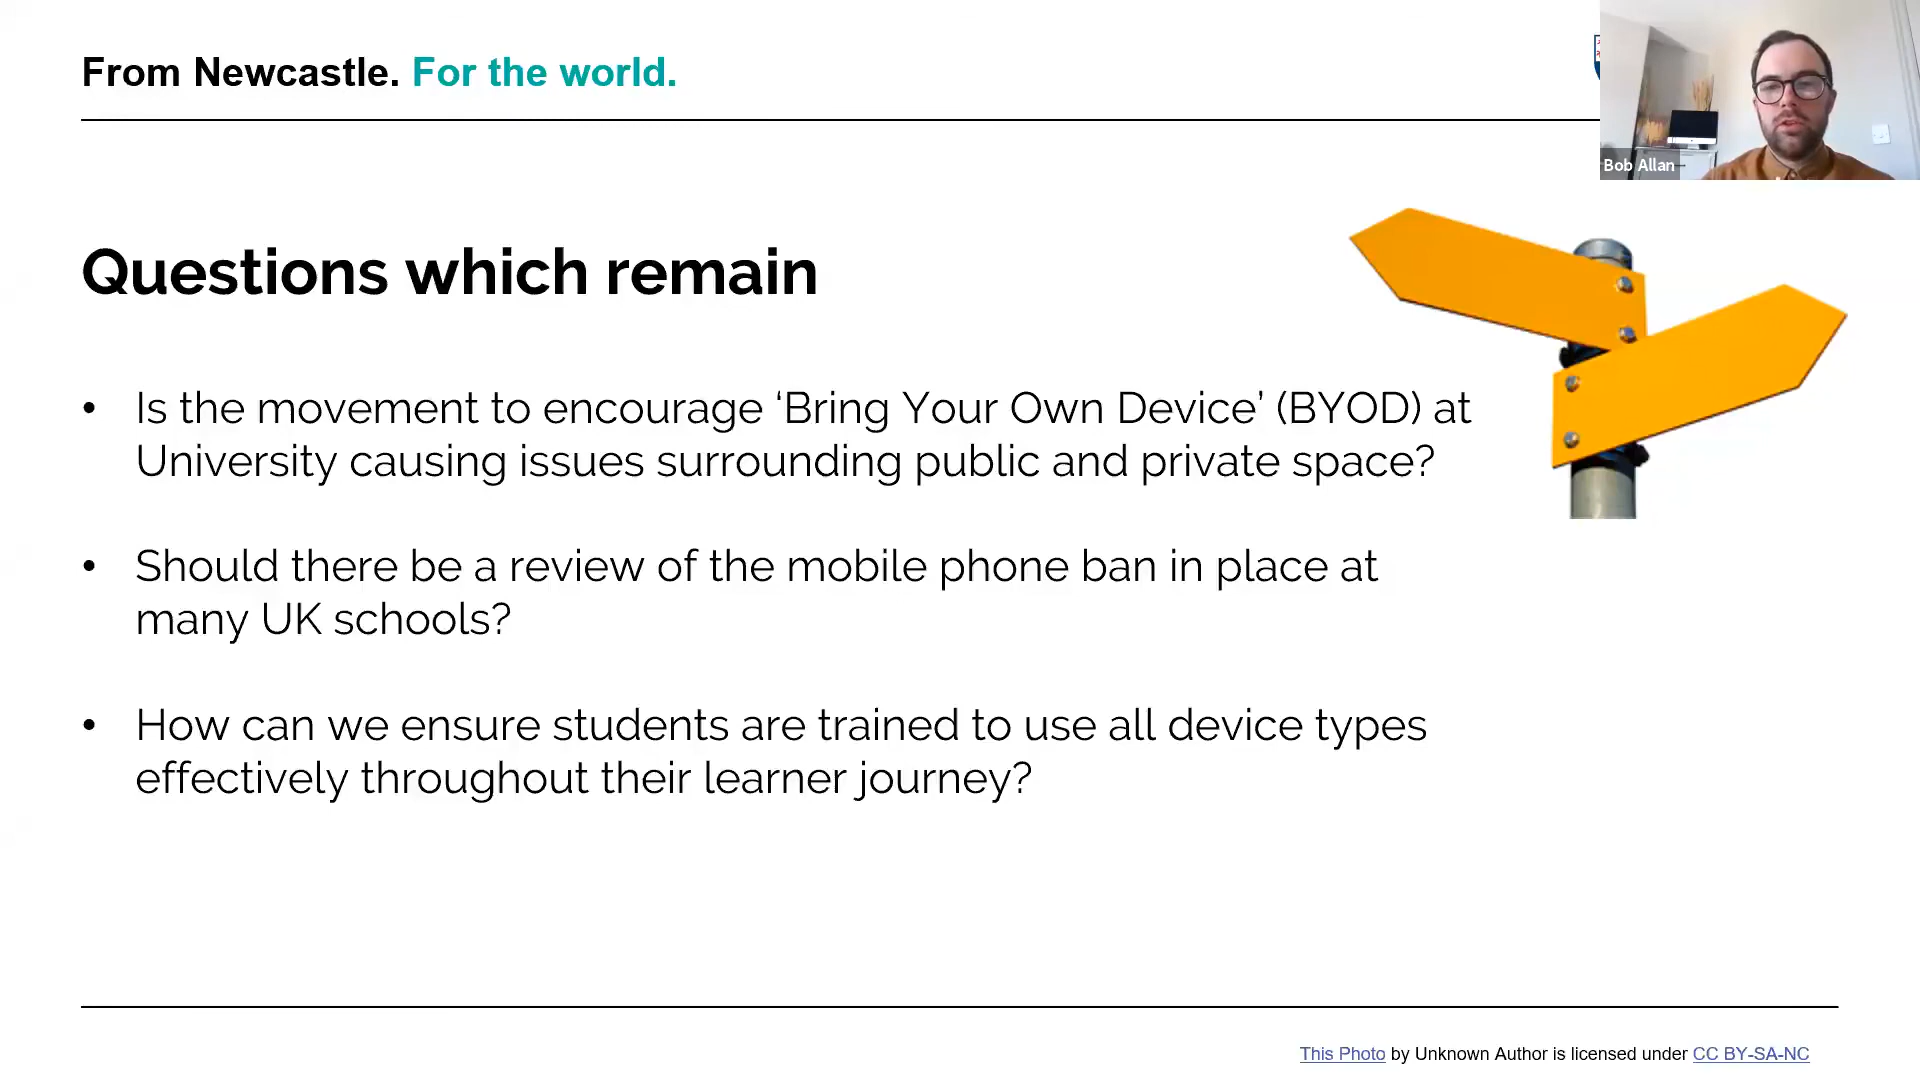 From Newcastle. For the world.
Bob Allan
Questions which remain
• Is the movement to encourage ‘Bring Your Own Device’ (BYOD) at
University causing issues surrounding public and private space?
• Should there be a review of the mobile phone ban in place at
many UK schools?
• How can we ensure students are trained to use all device types
effectively throughout their learner journey?
This Photo by Unknown Author is licensed under CC BY-SA-NC